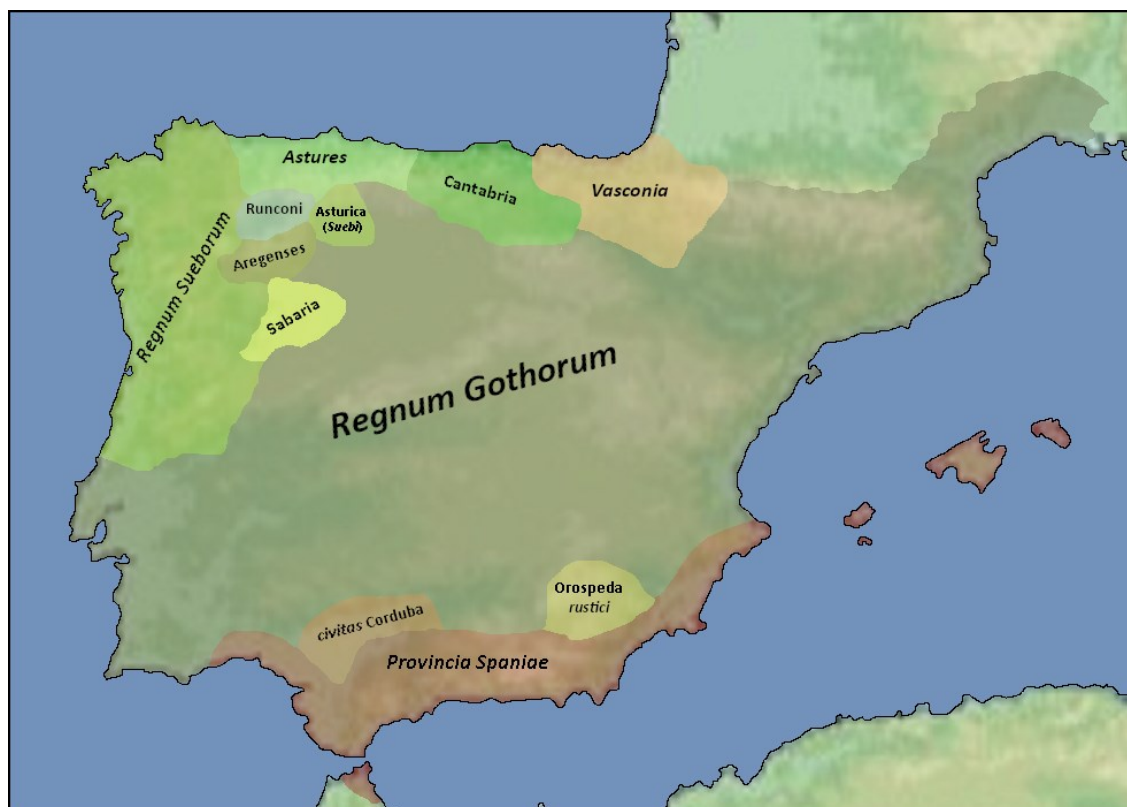 Astures
Cantabria
Vasconia
Runconi
Asturica
(Suebi)
Aregenses
Regnum Sueborum
Sabaria
Regnum Gothorum
Orospeda
rustici
civitas Corduba
Provincia Spaniae